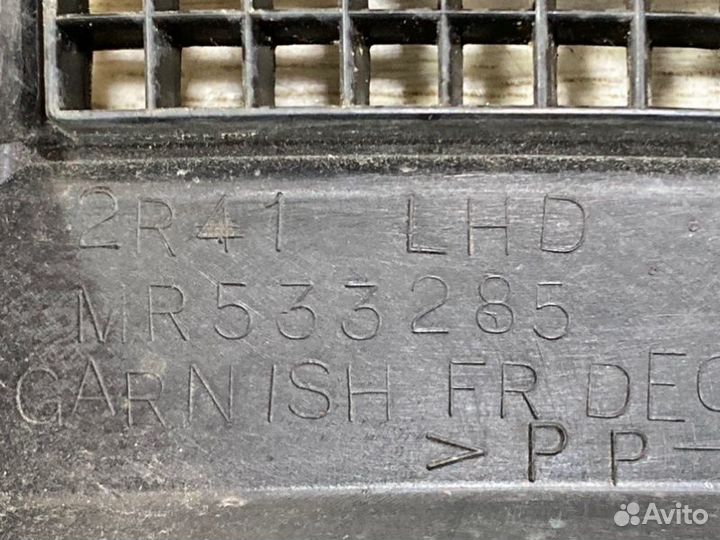 2R41 LHD
MR533285
GARNISH FR DEC
>PP-
Avito